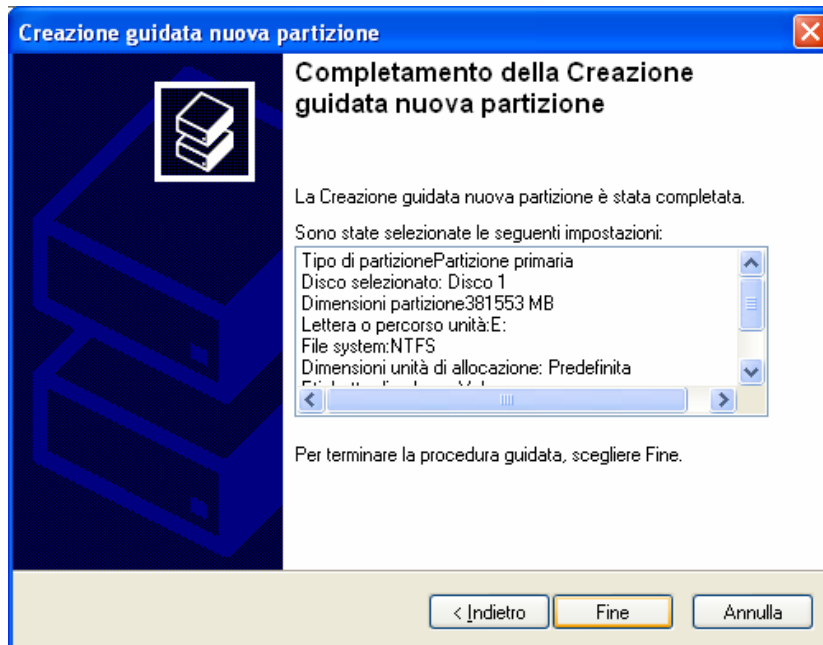 Creazione guidata nuova partizione
Completamento della Creazione
guidata nuova partizione
La Creazione guidata nuova partizione è stata completata.
Sono state selezionate le seguenti impostazioni:
Tipo di partizionePartizione primaria
Disco selezionato: Disco 1
Dimensioni partizione381553 MB
Lettera o percorso unità:E:
File system:NTFS
Dimensioni unità di allocazione: Predefinita
Per terminare la procedura guidata, scegliere Fine.
< Indietro
Fine
Annulla